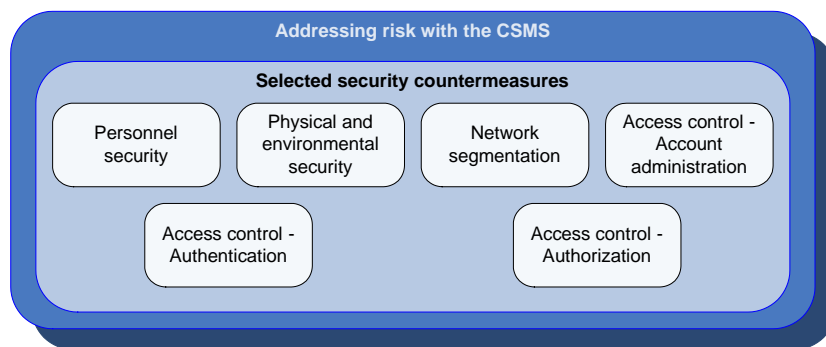 Addressing risk with the CSMS
Selected security countermeasures
Personnel
security
Physical and
environmental
security
Network
segmentation
Access control -
Account
administration
Access control -
Authentication
Access control -
Authorization